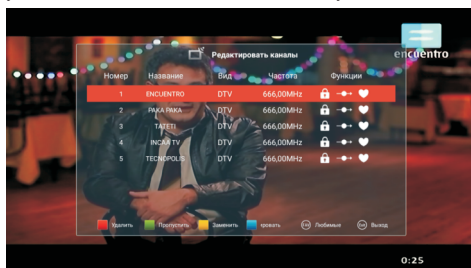 encuentro
Редактировать каналы
Номер Название Вид Частота Функции
1 ENCUENTRO DTV 666,00MHz
2 PAKA PAKA DTV 666,00MHz
3 TATETI DTV 666,00MHz
4 INCAA TV DTV 666,00MHz
5 TECNOPOLIS DTV 666,00MHz
Удалить Пропустить Заменить кровать Любимые Выход
0:25